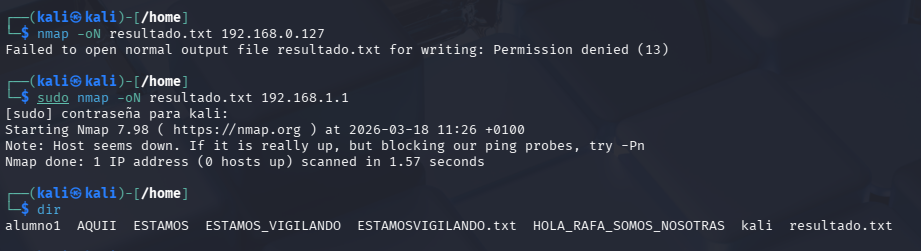 ┌──(kali㉿kali)-[/home]
└─$ nmap -oN resultado.txt 192.168.0.127
Failed to open normal output file resultado.txt for writing: Permission denied (13)
┌──(kali㉿kali)-[/home]
└─$ sudo nmap -oN resultado.txt 192.168.1.1
[sudo] contraseña para kali:
Starting Nmap 7.98 ( https://nmap.org ) at 2026-03-18 11:26 +0100
Note: Host seems down. If it is really up, but blocking our ping probes, try -Pn
Nmap done: 1 IP address (0 hosts up) scanned in 1.57 seconds
┌──(kali㉿kali)-[/home]
└─$ dir
alumno1  AQUII  ESTAMOS  ESTAMOS_VIGILANDO  ESTAMOSVIGILANDO.txt  HOLA_RAFA_SOMOS_NOSOTRAS  kali  resultado.txt